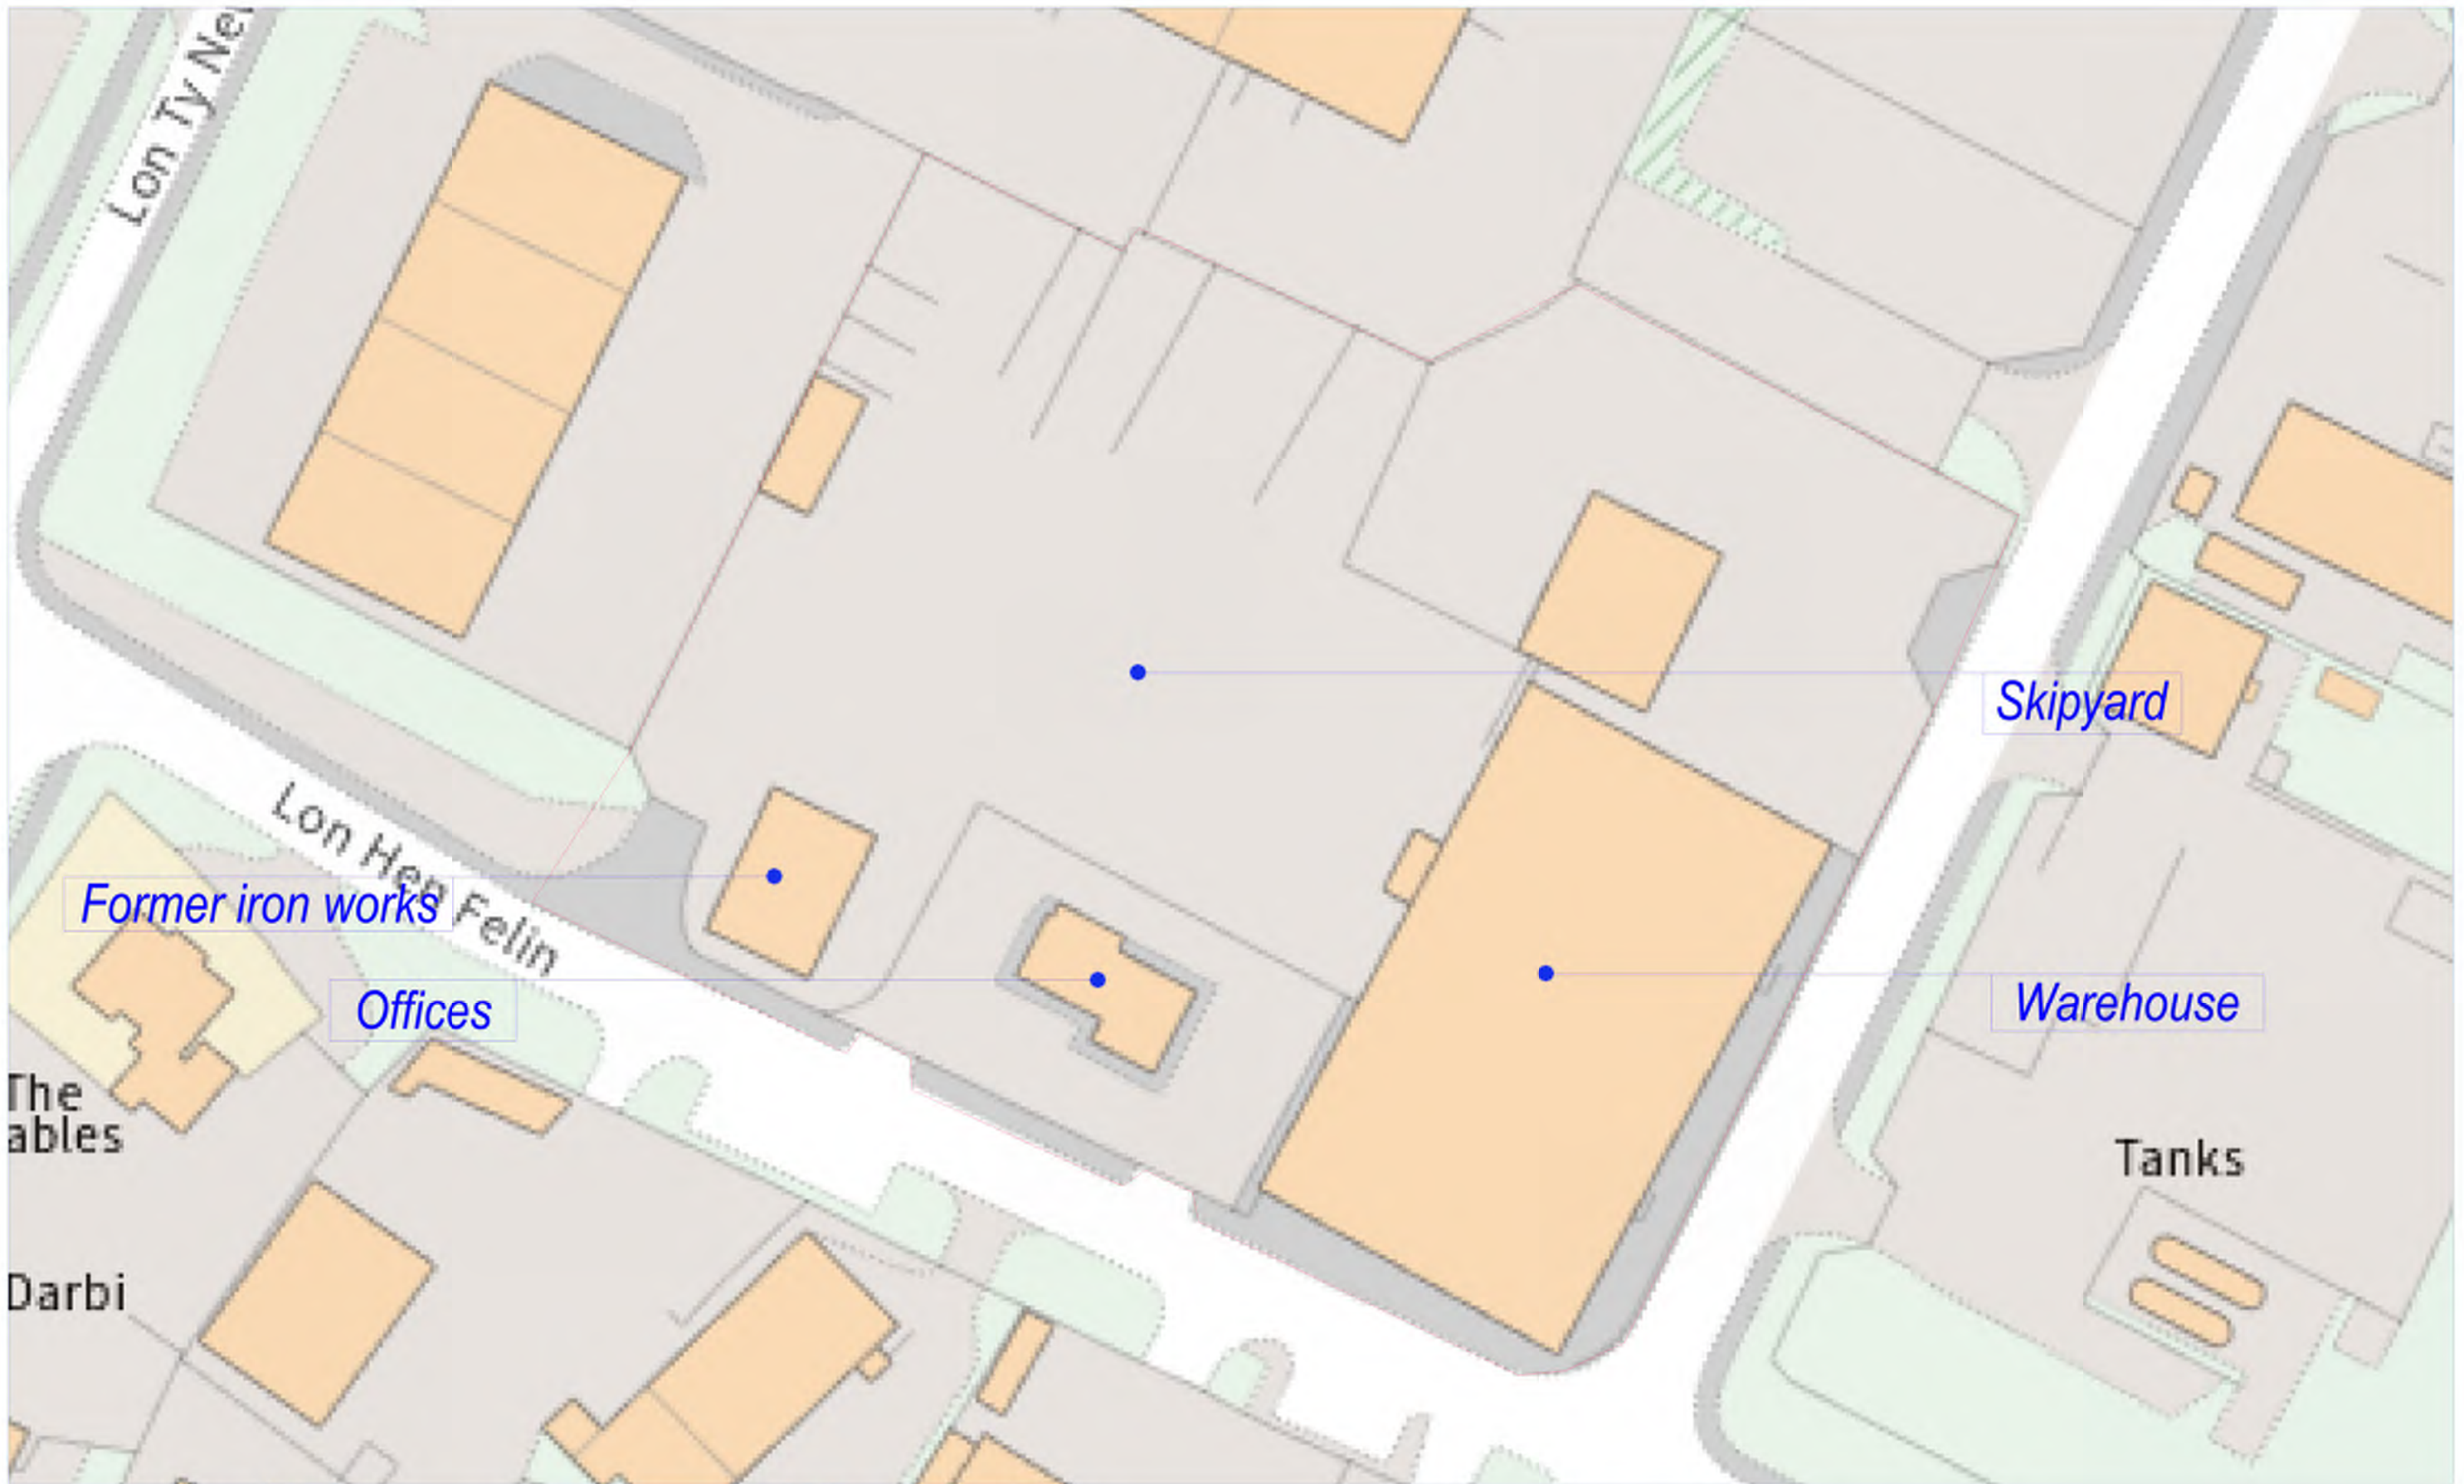 Lon Ty Ne
Skipyard
Lon Hen Felin
Former iron works
Offices
Warehouse
The
ables
Tanks
Darbi